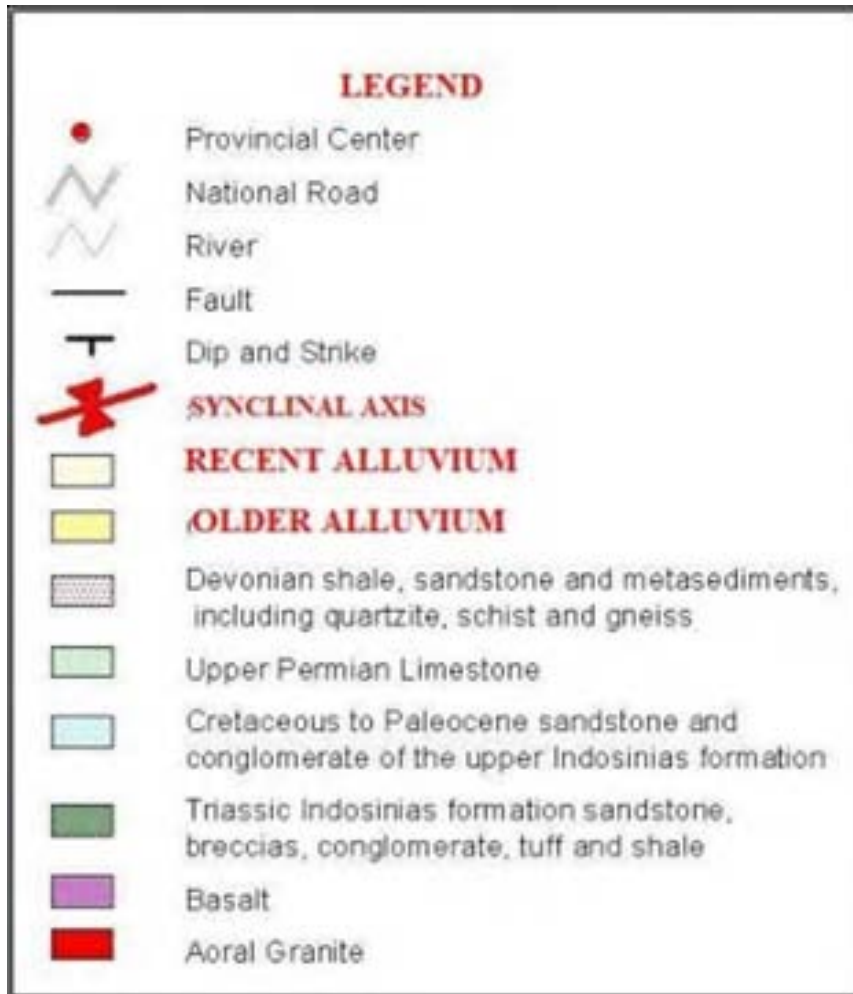 LEGEND
Provincial Center
National Road
River
Fault
Dip and Strike
SYNCLINAL AXIS
RECENT ALLUVIUM
OLDER ALLUVIUM
Devonian shale, sandstone and metasediments,
including quartzite, schist and gneiss
Upper Permian Limestone
Cretaceous to Paleocene sandstone and
conglomerate of the upper Indosinias formation
Triassic Indosinias formation sandstone,
breccias, conglomerate, tuff and shale
Basalt
Aoral Granite